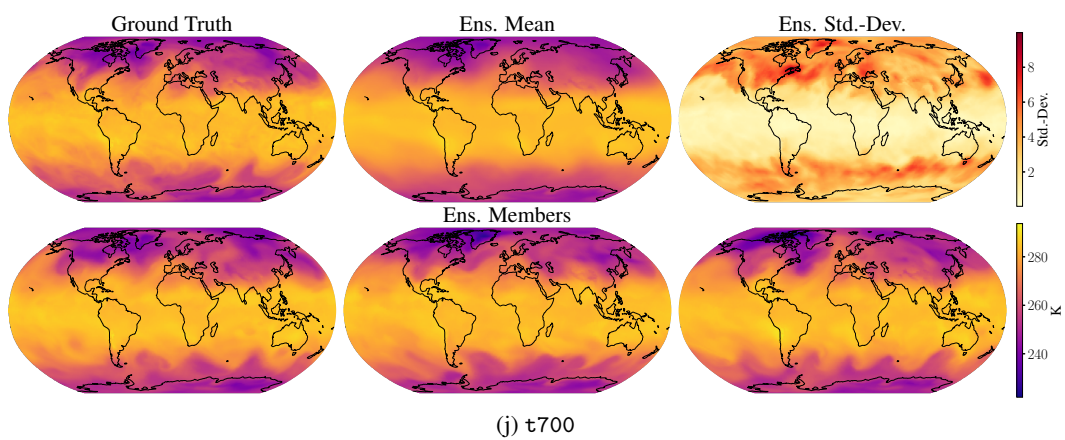 Ground Truth
Ens. Mean
Ens. Std.-Dev.
8
6
4
2
Std.-Dev.
Ens. Members
280
260
240
K
(j) t700